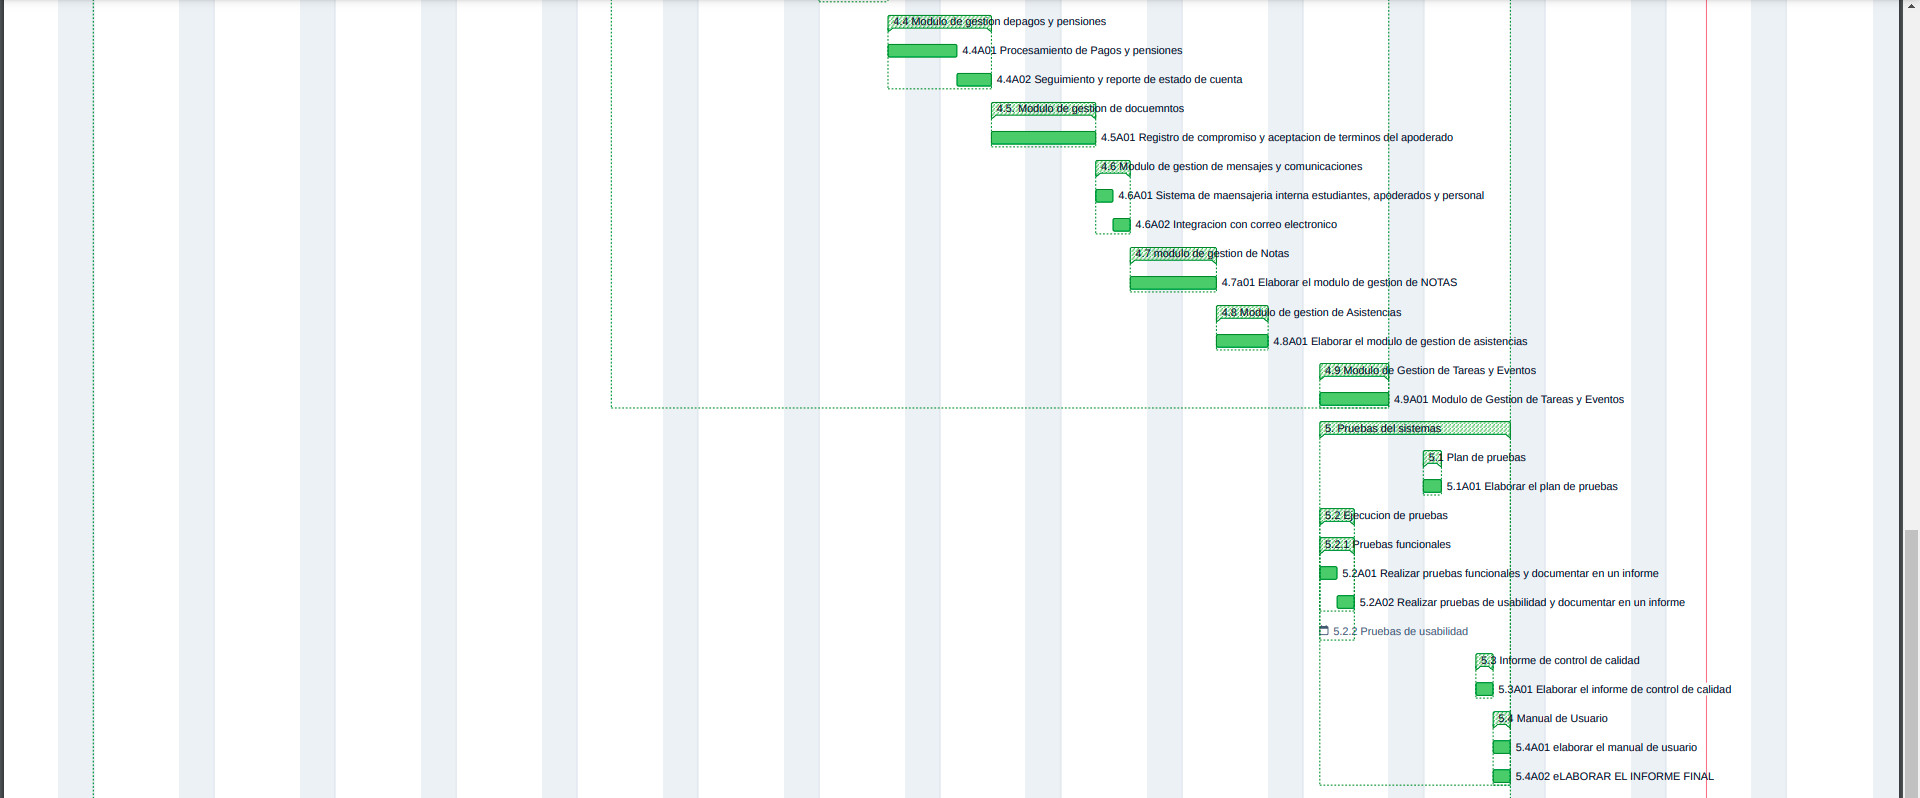 4.4 Modulo de gestion depagos y pensiones
4.4A01 Procesamiento de Pagos y pensiones
4.4A02 Seguimiento y reporte de estado de cuenta
4.5. Modulo de gestion de docuemntos
4.5A01 Registro de compromiso y aceptacion de terminos del apoderado
4.6 Modulo de gestion de mensajes y comunicaciones
4.6A01 Sistema de maensajeria interna estudiantes, apoderados y personal
4.6A02 Integracion con correo electronico
4.7 modulo de gestion de Notas
4.7a01 Elaborar el modulo de gestion de NOTAS
4.8 Modulo de gestion de Asistencias
4.8A01 Elaborar el modulo de gestion de asistencias
4.9 Modulo de Gestion de Tareas y Eventos
4.9A01 Modulo de Gestion de Tareas y Eventos
5. Pruebas del sistemas
5.1 Plan de pruebas
5.1A01 Elaborar el plan de pruebas
5.2 Ejecucion de pruebas
5.2.1 Pruebas funcionales
5.2A01 Realizar pruebas funcionales y documentar en un informe
5.2A02 Realizar pruebas de usabilidad y documentar en un informe
5.2.2 Pruebas de usabilidad
5.3 Informe de control de calidad
5.3A01 Elaborar el informe de control de calidad
5.4 Manual de Usuario
5.4A01 elaborar el manual de usuario
5.4A02 eLABORAR EL INFORME FINAL